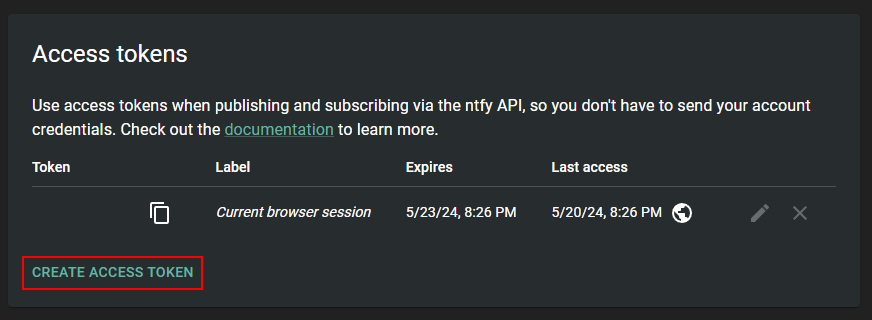 Access tokens
Use access tokens when publishing and subscribing via the ntfy API, so you don't have to send your account
credentials. Check out the documentation to learn more.
Token Label Expires Last access
Current browser session 5/23/24, 8:26 PM 5/20/24, 8:26 PM
CREATE ACCESS TOKEN